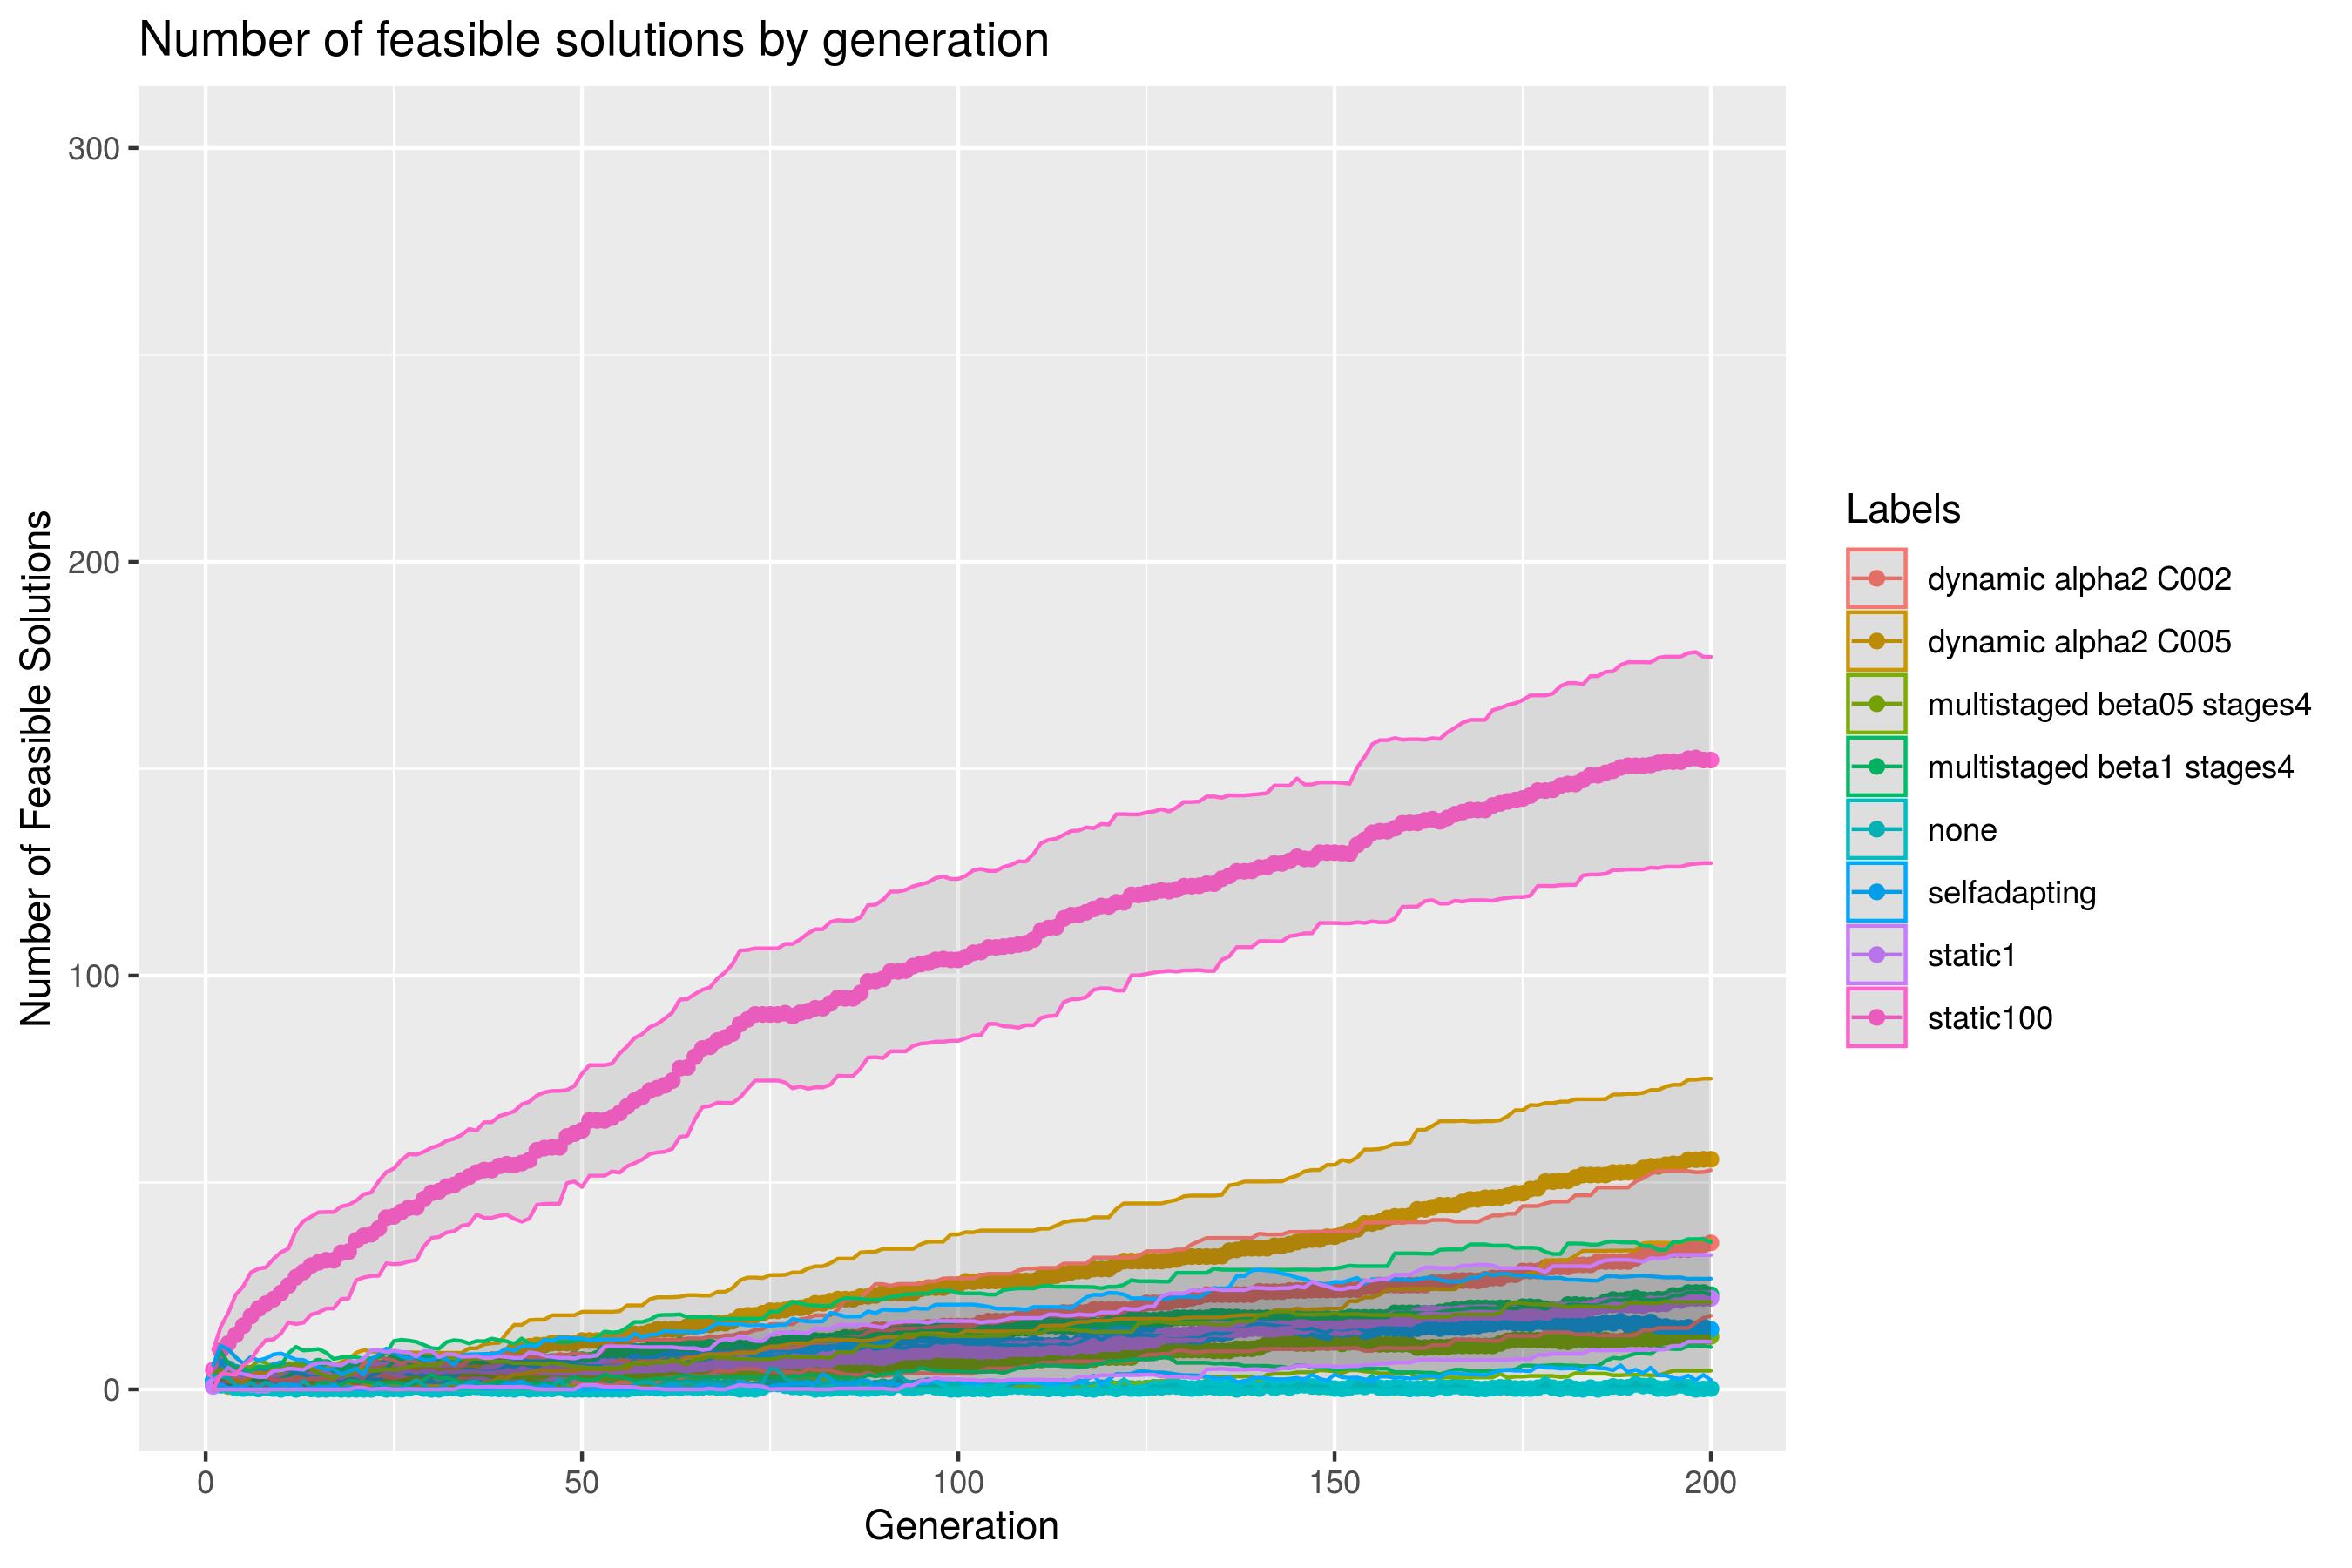 Number of feasible solutions by generation
Number of Feasible Solutions
300
200
100
0
0
50
100
150
200
Generation
Labels
dynamic alpha2 C002
dynamic alpha2 C005
multistaged beta05 stages4
multistaged beta1 stages4
none
selfadapting
static1
static100